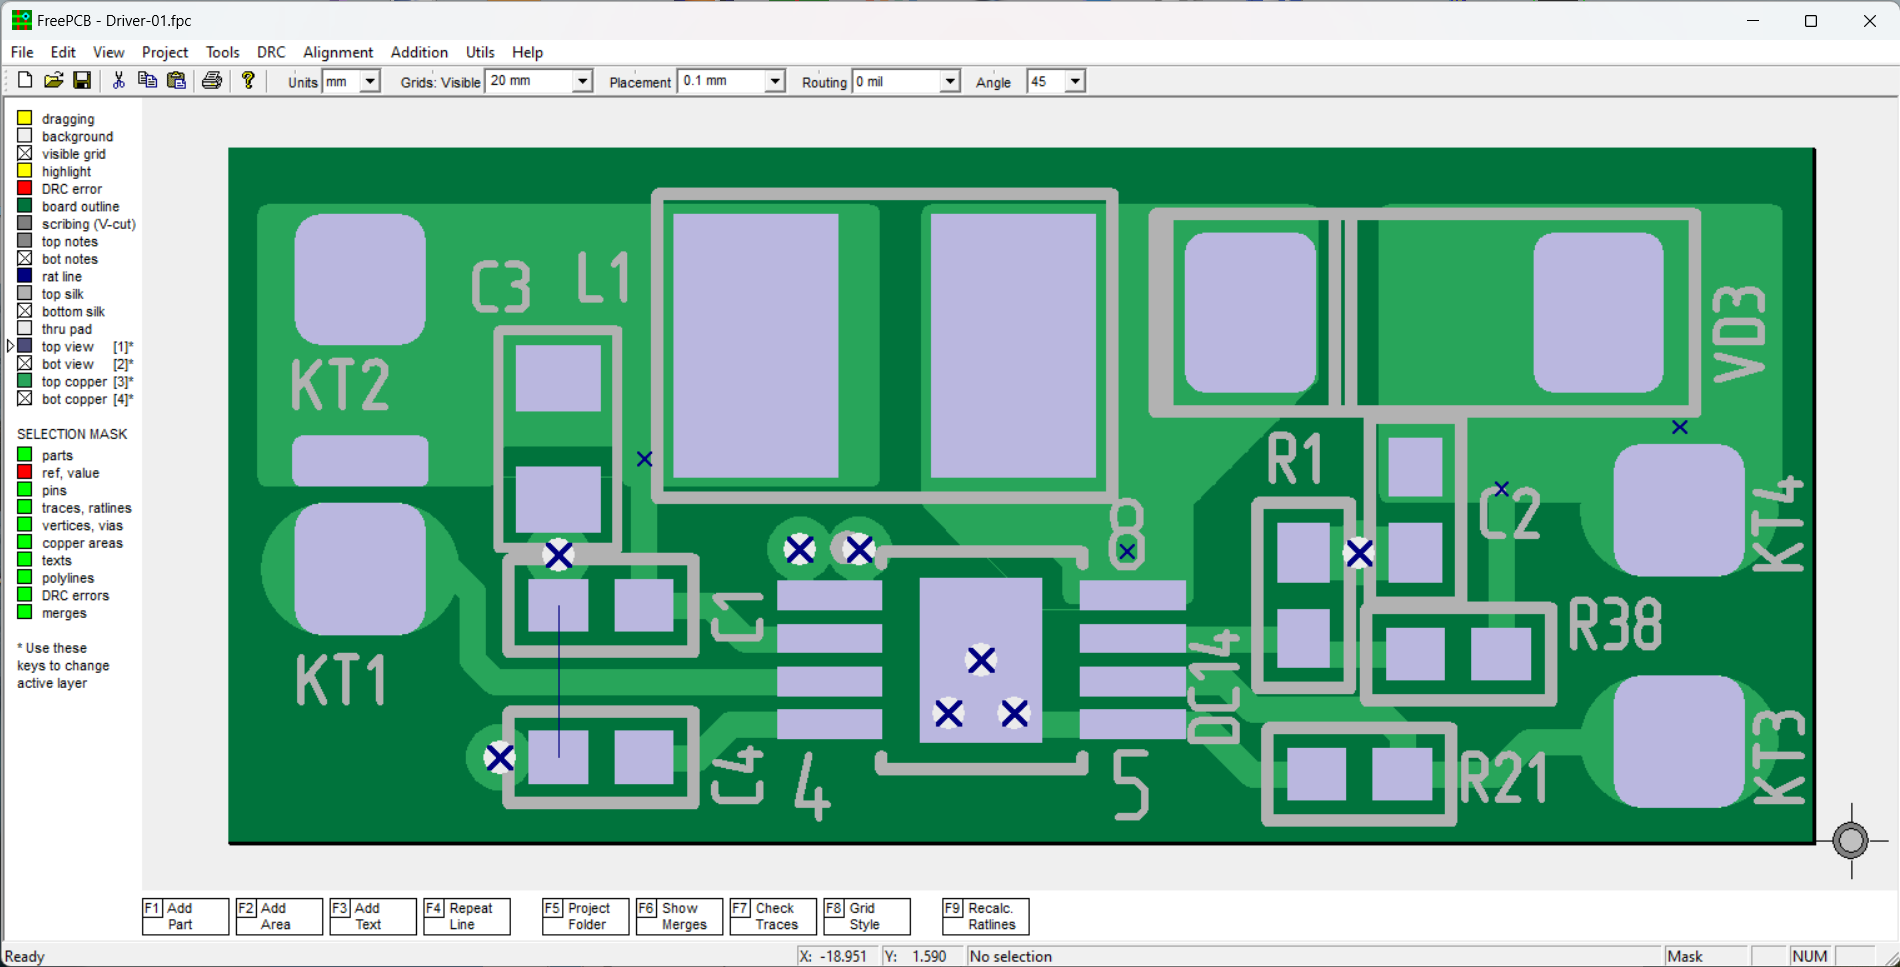 FreePCB - Driver-01.fpc
File Edit View Project Tools DRC Alignment Addition Utils Help
Units mm Grids: Visible 20 mm Placement 0.1 mm Routing 0 mil Angle 45
dragging
background
visible grid
highlight
DRC error
board outline
scribing (V-cut)
top notes
bot notes
rat line
top silk
bottom silk
thru pad
top view [1]*
bot view [2]*
top copper [3]*
bot copper [4]*
SELECTION MASK
parts
ref, value
pins
traces, ratlines
vertices, vias
copper areas
texts
polylines
DRC errors
merges
* Use these
keys to change
active layer
C3 L1
KT2
VD3
R1
8
C2
KT4
C1
R38
KT1
DC14
C4
4
5
R21
KT3
F1 Add Part
F2 Add Area
F3 Add Text
F4 Repeat Line
F5 Project Folder
F6 Show Merges
F7 Check Traces
F8 Grid Style
F9 Recalc. Ratlines
Ready X: -18.951 Y: 1.590 No selection Mask NUM